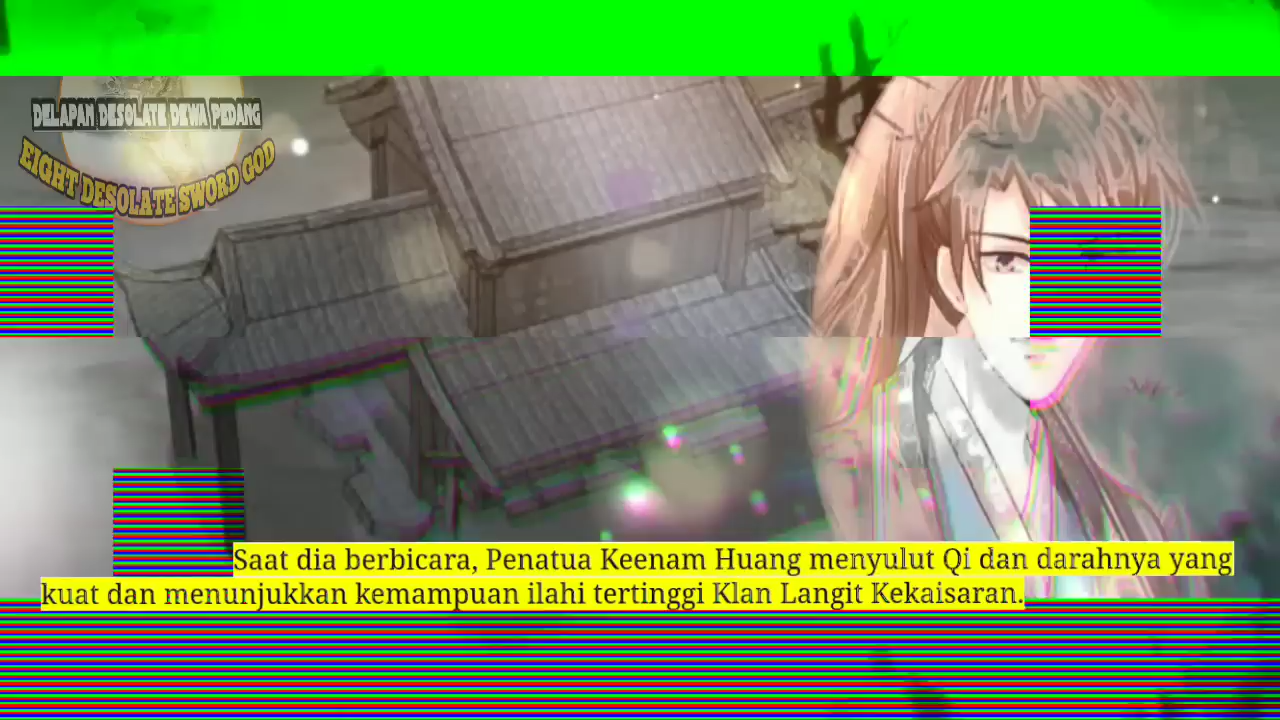 DELAPAN DESOLATE DEWA PEDANG
EIGHT DESOLATE SWORD GOD
Saat dia berbicara, Penatua Keenam Huang menyulut Qi dan darahnya yang
kuat dan menunjukkan kemampuan ilahi tertinggi Klan Langit Kekaisaran.